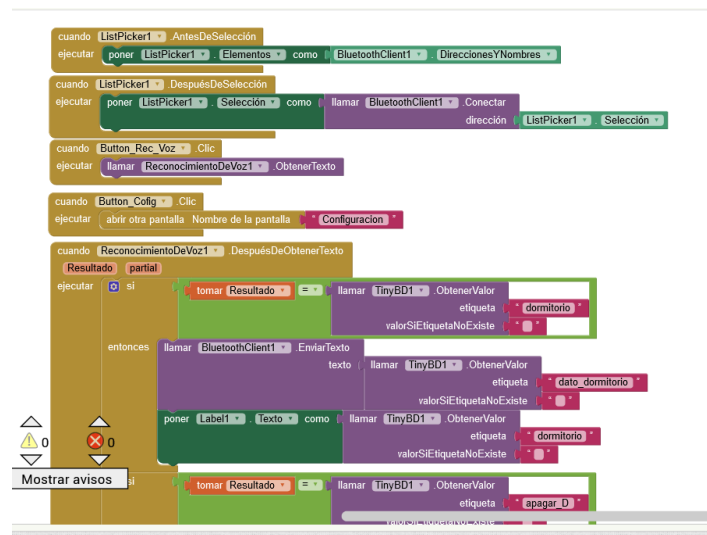 cuando ListPicker1 .AntesDeSelección
ejecutar poner ListPicker1 . Elementos como BluetoothClient1 . DireccionesYNombres
cuando ListPicker1 .DespuésDeSelección
ejecutar poner ListPicker1 . Selección como llamar BluetoothClient1 .Conectar
dirección ListPicker1 . Selección
cuando Button_Rec_Voz .Clic
ejecutar llamar ReconocimientoDeVoz1 .ObtenerTexto
cuando Button_Cofig .Clic
ejecutar abrir otra pantalla Nombre de la pantalla " Configuracion "
cuando ReconocimientoDeVoz1 .DespuésDeObtenerTexto
Resultado partial
ejecutar si tomar Resultado = llamar TinyBD1 .ObtenerValor
etiqueta " dormitorio "
valorSiEtiquetaNoExiste " "
entonces llamar BluetoothClient1 .EnviarTexto
texto llamar TinyBD1 .ObtenerValor
etiqueta " dato_dormitorio "
valorSiEtiquetaNoExiste " "
poner Label1 . Texto como llamar TinyBD1 .ObtenerValor
etiqueta " dormitorio "
valorSiEtiquetaNoExiste " "
0 0
Mostrar avisos
si tomar Resultado = llamar TinyBD1 .ObtenerValor
etiqueta " apagar_D "